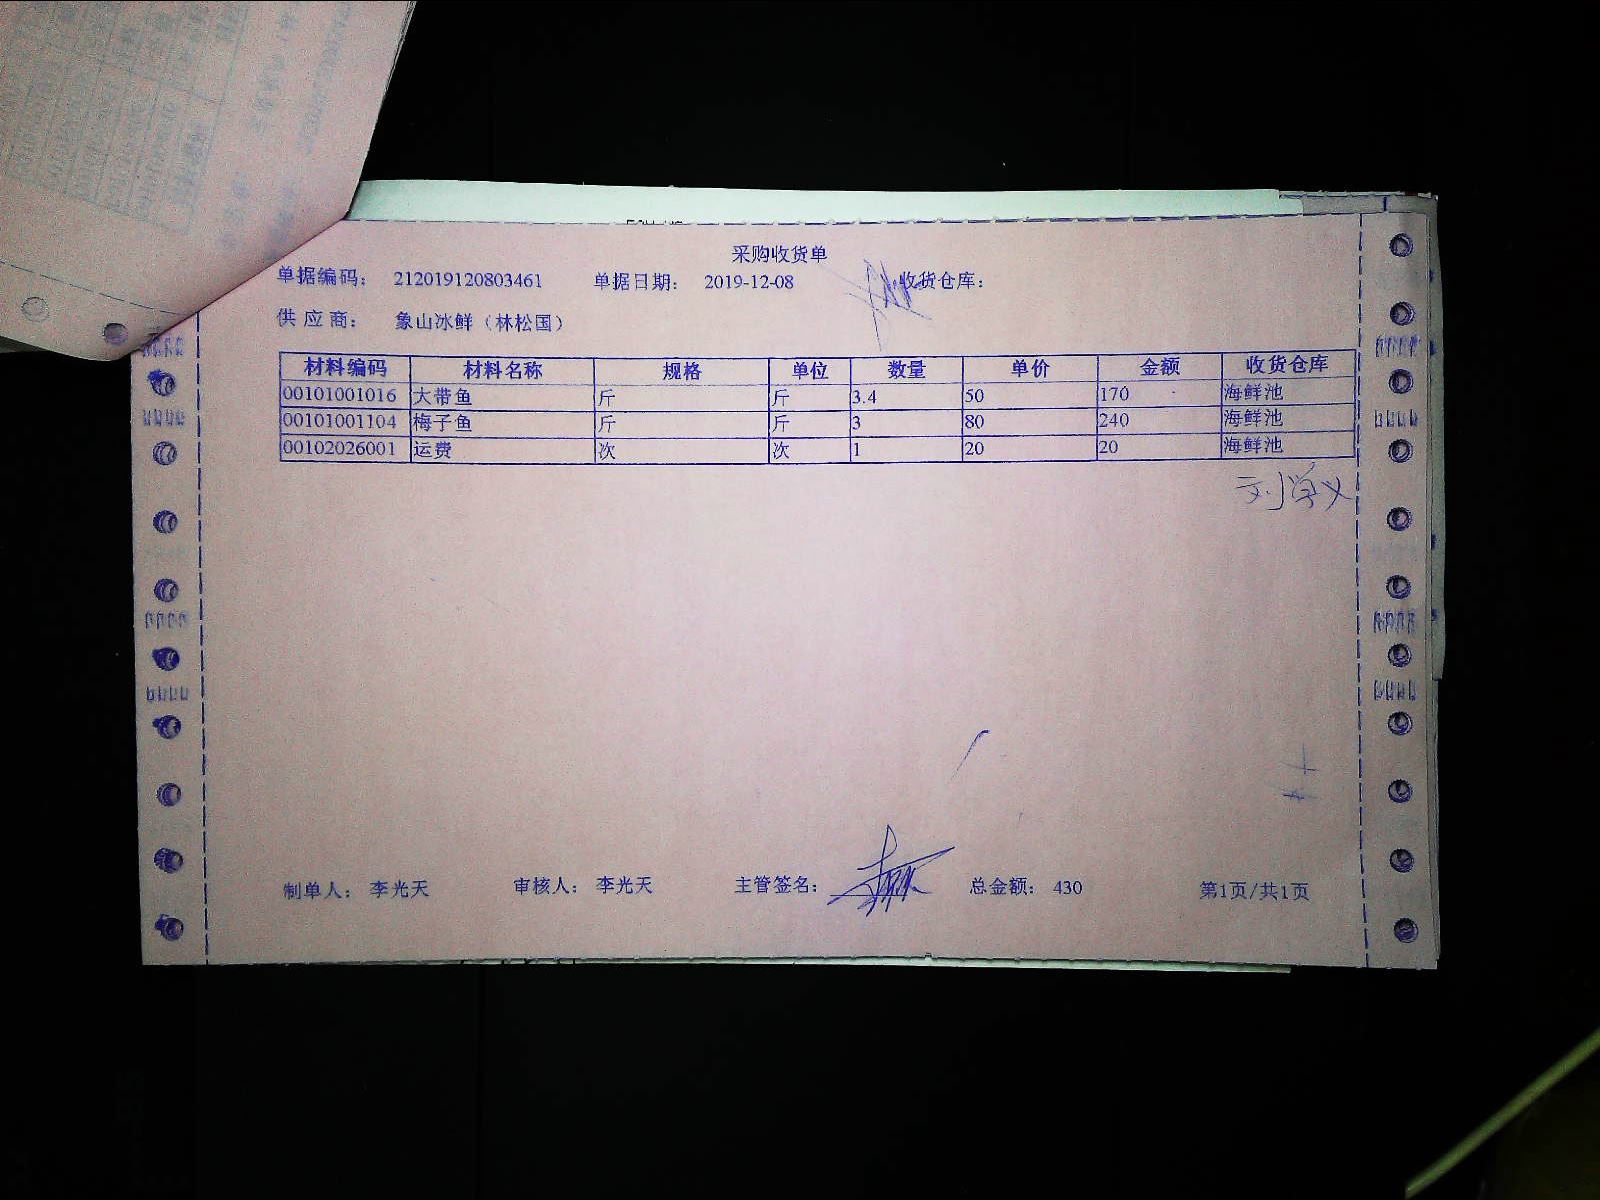 采购收货单
单据编码： 212019120803461 单据日期： 2019-12-08 收货仓库：
供应商： 象山冰鲜（林松国）
材料编码 材料名称 规格 单位 数量 单价 金额 收货仓库
00101001016 大带鱼 斤 斤 3.4 50 170 海鲜池
00101001104 梅子鱼 斤 斤 3 80 240 海鲜池
00102026001 运费 次 次 1 20 20 海鲜池
制单人： 李光天 审核人： 李光天 主管签名： 总金额： 430 第1页/共1页